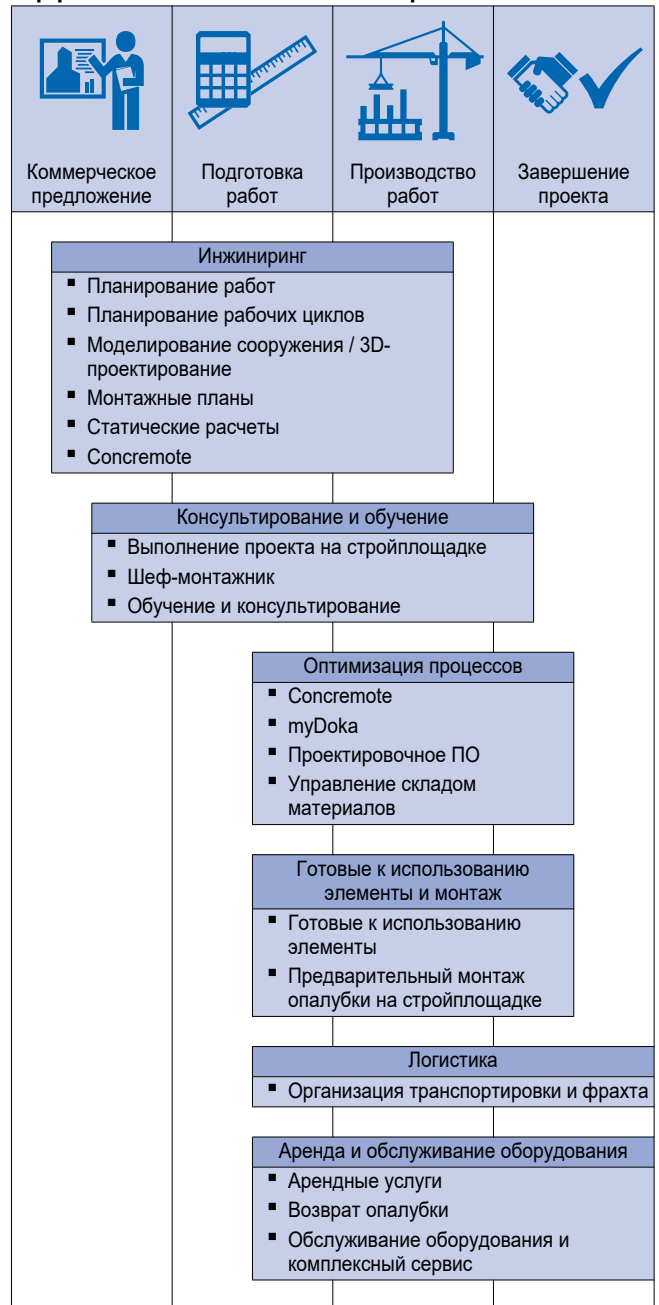 Коммерческое
предложение
Подготовка
работ
Производство
работ
Завершение
проекта
Инжиниринг
▪ Планирование работ
▪ Планирование рабочих циклов
▪ Моделирование сооружения / 3D-
проектирование
▪ Монтажные планы
▪ Статические расчеты
▪ Concremote
Консультирование и обучение
▪ Выполнение проекта на стройплощадке
▪ Шеф-монтажник
▪ Обучение и консультирование
Оптимизация процессов
▪ Concremote
▪ myDoka
▪ Проектировочное ПО
▪ Управление складом
материалов
Готовые к использованию
элементы и монтаж
▪ Готовые к использованию
элементы
▪ Предварительный монтаж
опалубки на стройплощадке
Логистика
▪ Организация транспортировки и фрахта
Аренда и обслуживание оборудования
▪ Арендные услуги
▪ Возврат опалубки
▪ Обслуживание оборудования и
комплексный сервис